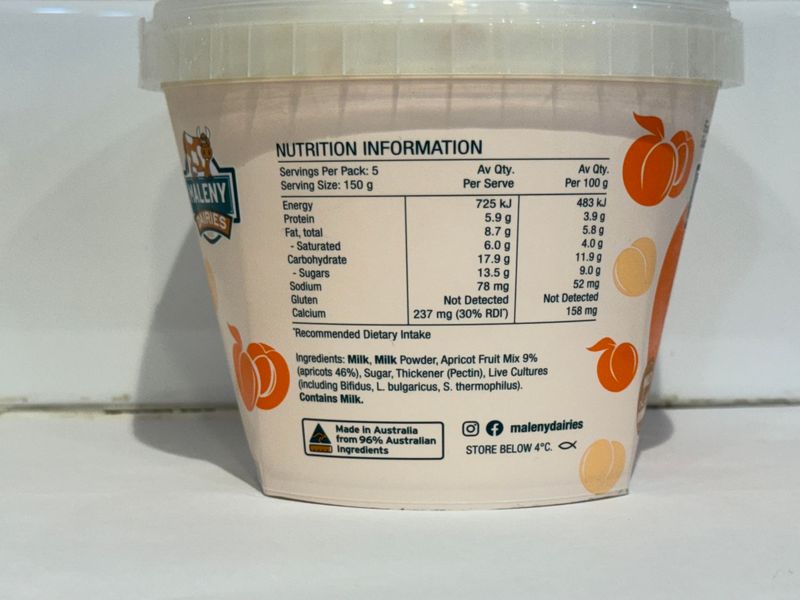 MALENY
DAIRIES
NUTRITION INFORMATION
Servings Per Pack: 5 Av Qty. Av Qty.
Serving Size: 150 g Per Serve Per 100 g
Energy 725 kJ 483 kJ
Protein 5.9 g 3.9 g
Fat, total 8.7 g 5.8 g
- Saturated 6.0 g 4.0 g
Carbohydrate 17.9 g 11.9 g
- Sugars 13.5 g 9.0 g
Sodium 78 mg 52 mg
Gluten Not Detected Not Detected
Calcium 237 mg (30% RDI*) 158 mg
*Recommended Dietary Intake
Ingredients: Milk, Milk Powder, Apricot Fruit Mix 9%
(apricots 46%), Sugar, Thickener (Pectin), Live Cultures
(including Bifidus, L. bulgaricus, S. thermophilus).
Contains Milk.
Made in Australia
from 96% Australian
ingredients
malenydairies
STORE BELOW 4°C.